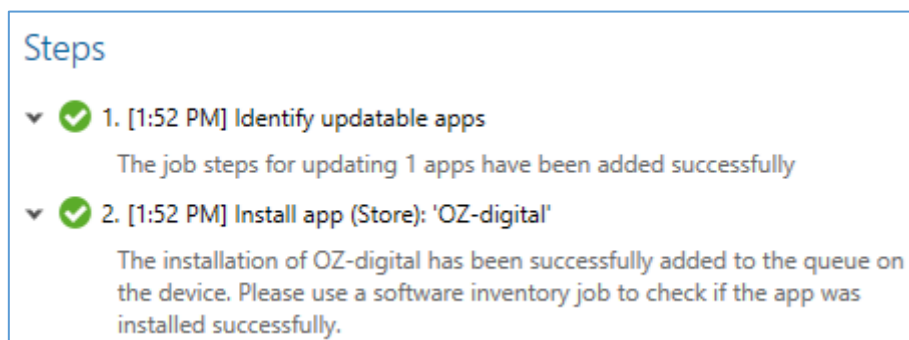 Steps
1. [1:52 PM] Identify updatable apps
The job steps for updating 1 apps have been added successfully
2. [1:52 PM] Install app (Store): 'OZ-digital'
The installation of OZ-digital has been successfully added to the queue on
the device. Please use a software inventory job to check if the app was
installed successfully.